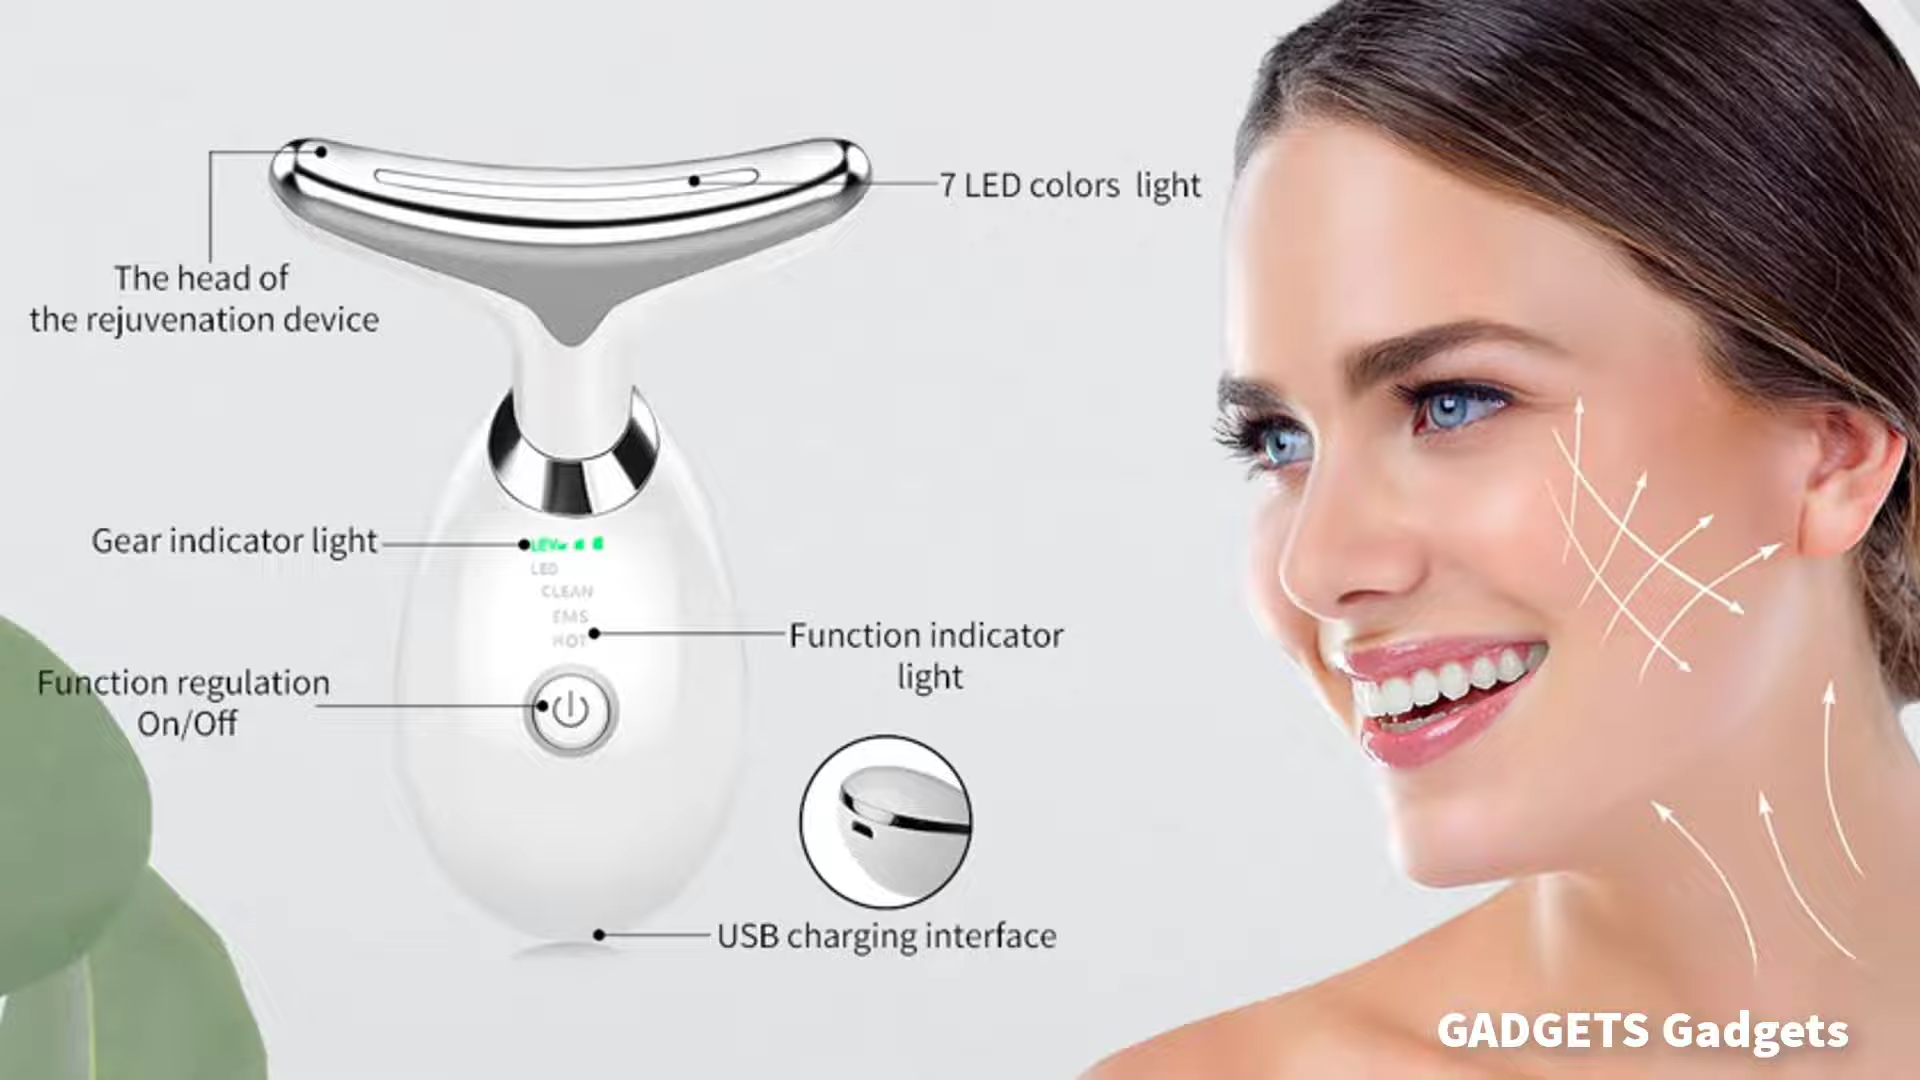 7 LED colors light
The head of
the rejuvenation device
Gear indicator light
LED
CLEAN
EMS
HOT
Function indicator
light
Function regulation
On/Off
USB charging interface
GADGETS Gadgets